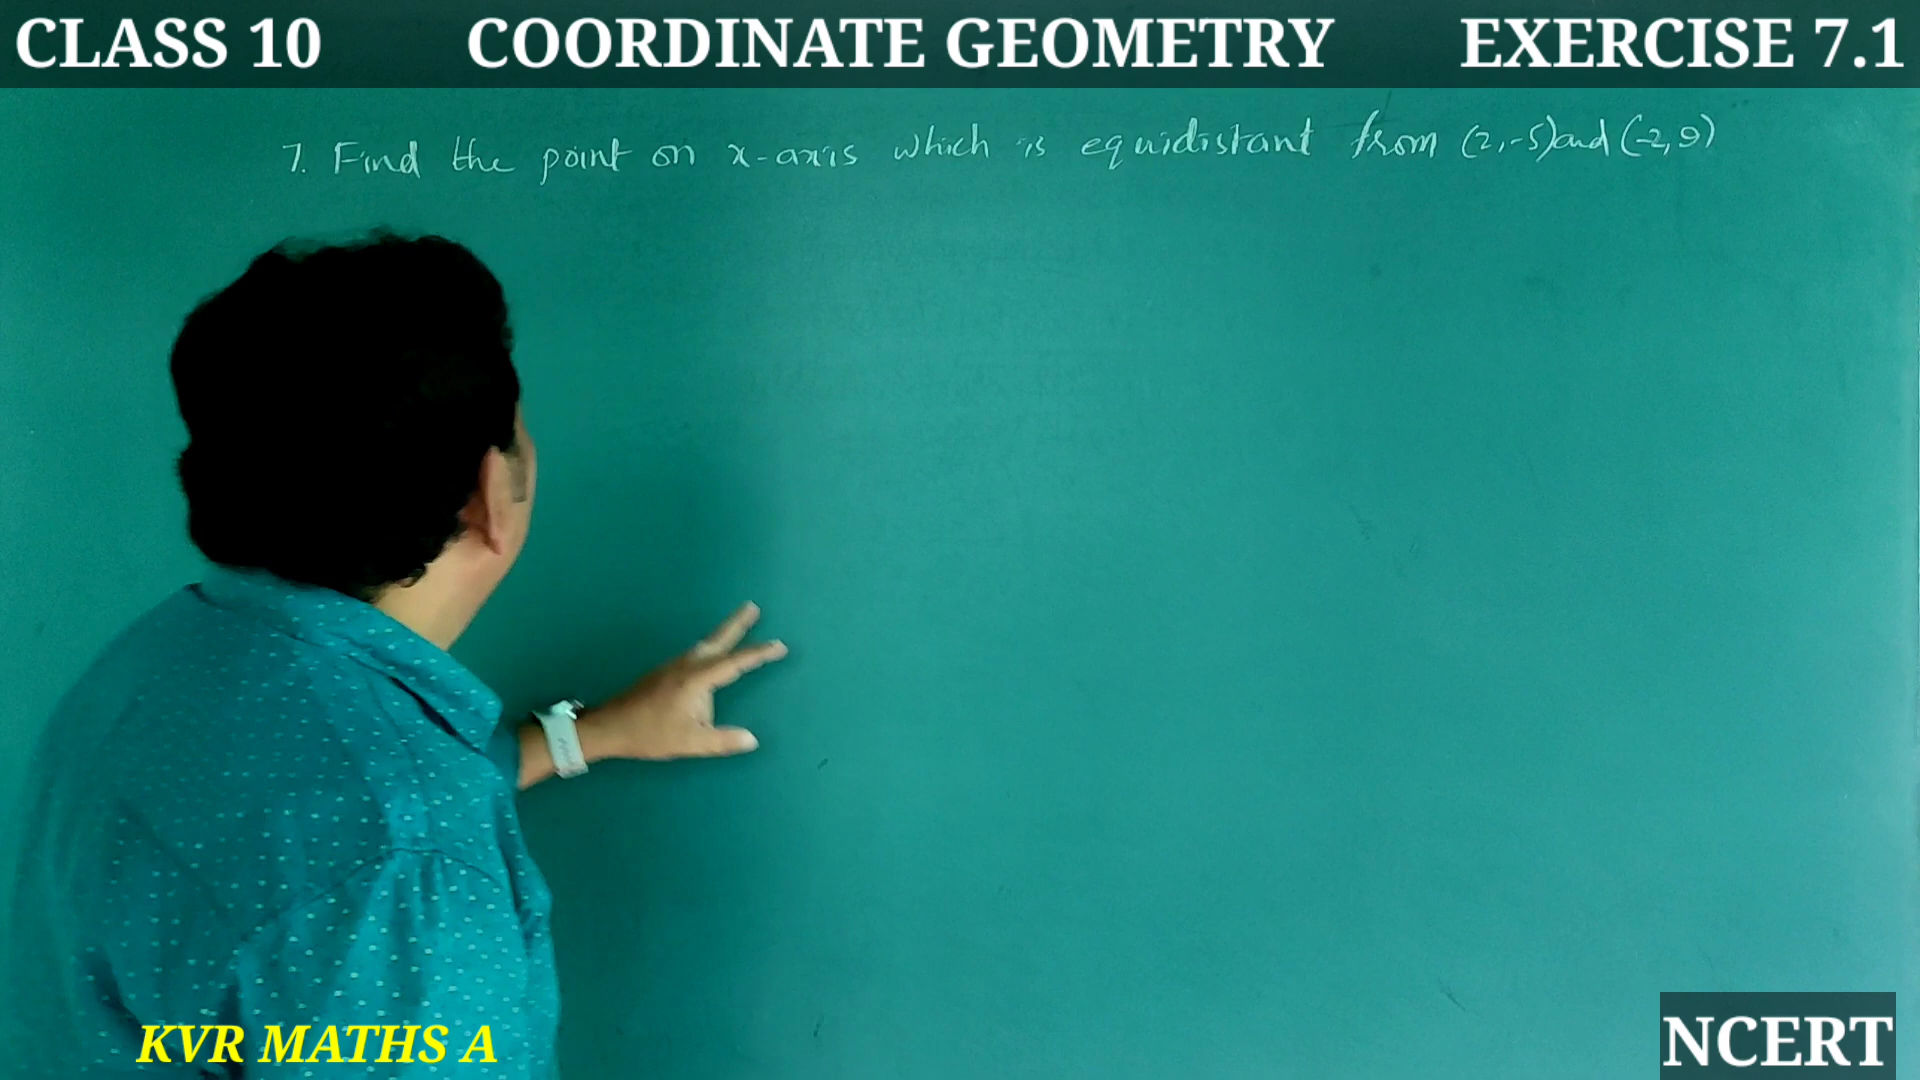 CLASS 10 COORDINATE GEOMETRY EXERCISE 7.1
7. Find the point on x-axis which is equidistant from (2,-5) and (-2,9)
KVR MATHS A
NCERT